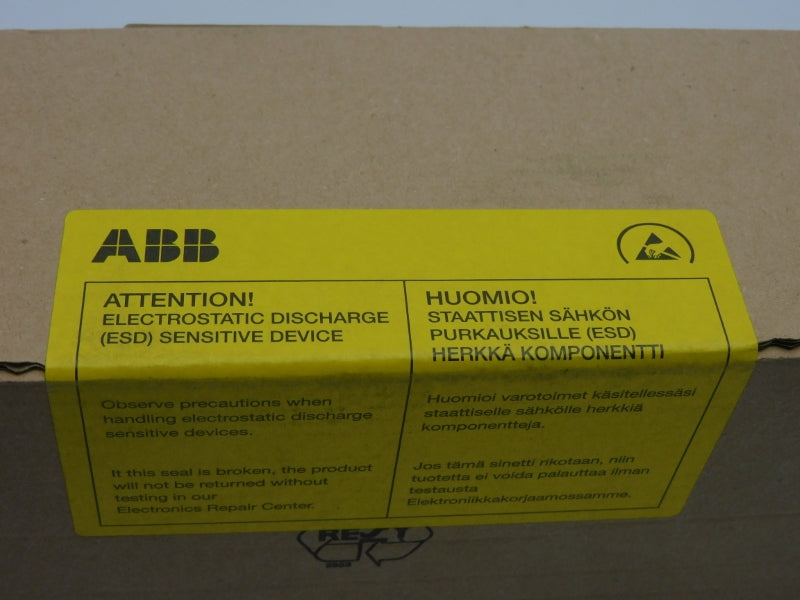 ABB
ATTENTION!
ELECTROSTATIC DISCHARGE
(ESD) SENSITIVE DEVICE
Observe precautions when
handling electrostatic discharge
sensitive devices.
It this seal is broken, the product
will not be returned without
testing in our
Electronics Repair Center.
HUOMIO!
STAATTISEN SÄHKÖN
PURKAUKSILLE (ESD)
HERKKÄ KOMPONENTTI
Huomioi varotoimet käsitellessäsi
staattiselle sähkölle herkkiä
komponentteja.
Jos tämä sinetti rikotaan, niin
tuotetta ei voida palauttaa ilman
testausta
Elektroniikkakorjaamossamme.
RESY